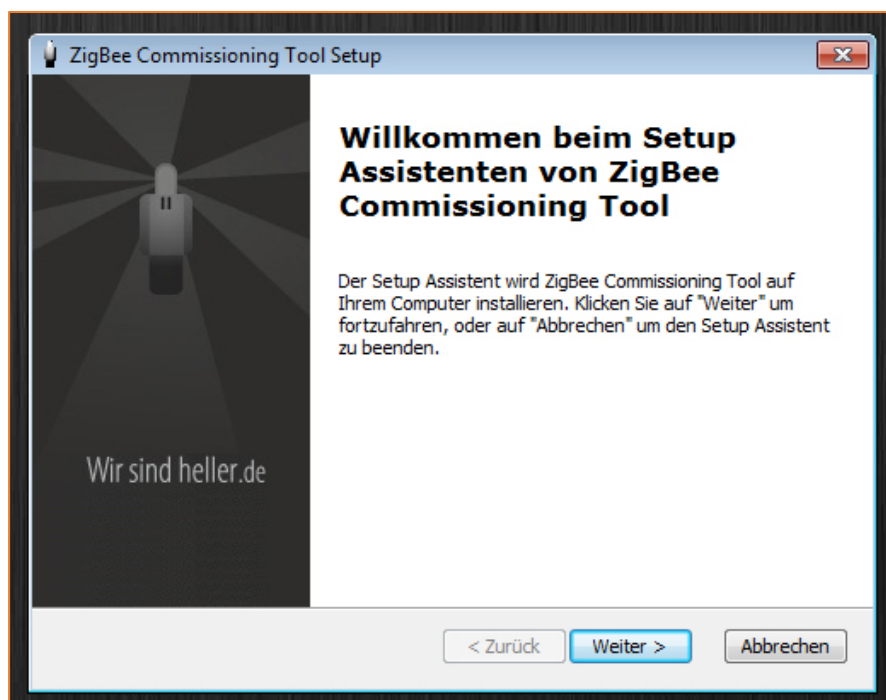 ZigBee Commissioning Tool Setup
Willkommen beim Setup
Assistenten von ZigBee
Commissioning Tool
Der Setup Assistent wird ZigBee Commissioning Tool auf
Ihrem Computer installieren. Klicken Sie auf "Weiter" um
fortzufahren, oder auf "Abbrechen" um den Setup Assistent
zu beenden.
Wir sind heller.de
< Zurück Weiter > Abbrechen